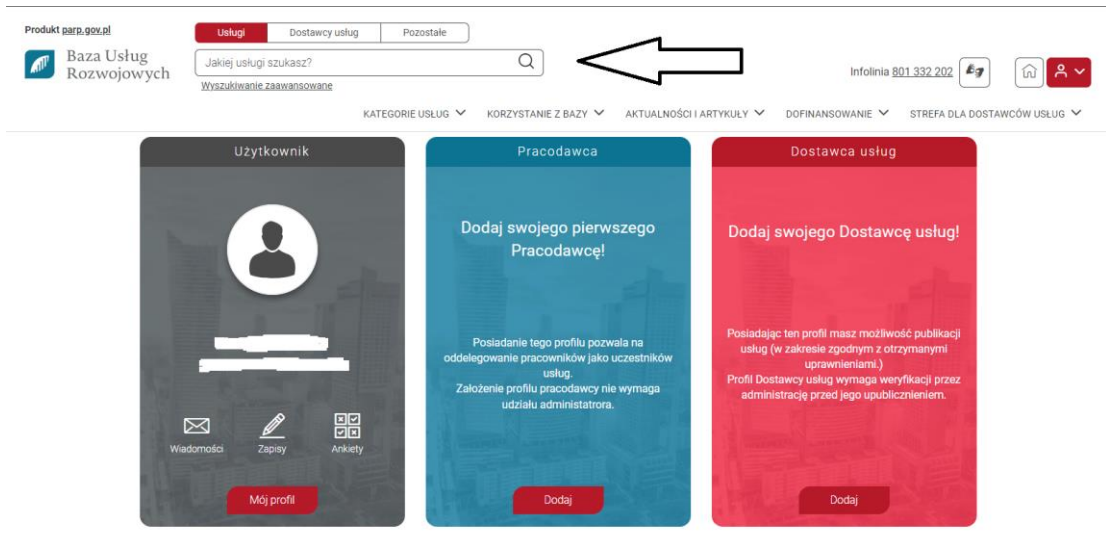 Produkt parp.gov.pl
Baza Usług
Rozwojowych
Usługi
Dostawcy usług
Pozostałe
Jakiej usługi szukasz?
Wyszukiwanie zaawansowane
Infolinia 801 332 202
KATEGORIE USŁUG
KORZYSTANIE Z BAZY
AKTUALNOŚCI I ARTYKUŁY
DOFINANSOWANIE
STREFA DLA DOSTAWCÓW USŁUG
Użytkownik
Wiadomości
Zapisy
Ankiety
Mój profil
Pracodawca
Dodaj swojego pierwszego
Pracodawcę!
Posiadanie tego profilu pozwala na
oddelegowanie pracowników jako uczestników
usług.
Założenie profilu pracodawcy nie wymaga
udziału administatrora.
Dodaj
Dostawca usług
Dodaj swojego Dostawcę usług!
Posiadając ten profil masz możliwość publikacji
usług (w zakresie zgodnym z otrzymanymi
uprawnieniami.)
Profil Dostawcy usług wymaga weryfikacji przez
administrację przed jego upublicznieniem.
Dodaj